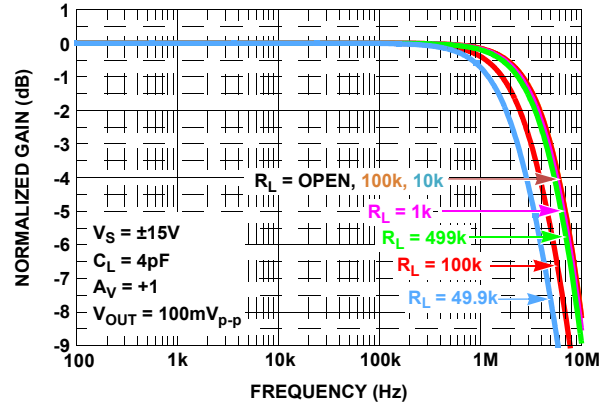 1
0
-1
-2
-3
-4
-5
-6
-7
-8
-9
NORMALIZED GAIN (dB)
R_L = OPEN, 100k, 10k
R_L = 1k
R_L = 499k
R_L = 100k
R_L = 49.9k
V_S = ±15V
C_L = 4pF
A_V = +1
V_OUT = 100mV_p-p
100 1k 10k 100k 1M 10M
FREQUENCY (Hz)